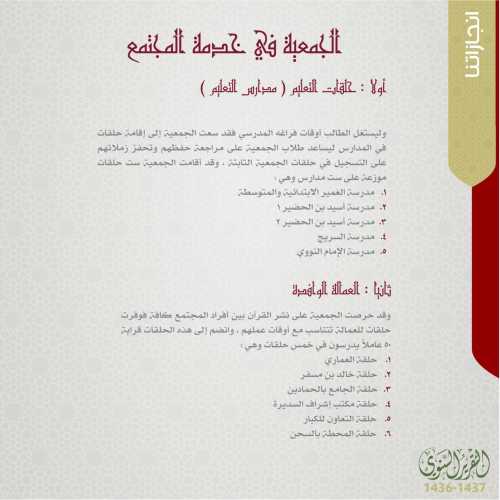 انجازاتنا
الجمعية في خدمة المجتمع
أولا : حلقات التعليم ( مدارس التعليم )
وليستغل الطالب أوقات فراغه المدرسي فقد سعت الجمعية إلى إقامة حلقات
في المدارس ليساعد طلاب الجمعية على مراجعة حفظهم وتحفز زملائهم
على التسجيل في حلقات الجمعية الثابتة ، وقد أقامت الجمعية ست حلقات
موزعة على ست مدارس وهي :
١. مدرسة الغمير الابتدائية والمتوسطة
٢. مدرسة أسيد بن الحضير ١
٣. مدرسة أسيد بن الحضير ٢
٤. مدرسة السريج
٥. مدرسة الإمام النووي
ثانيا : العمالة الوافدة
وقد حرصت الجمعية على نشر القرآن بين أفراد المجتمع كافة فوفرت
حلقات للعمالة تتناسب مع أوقات عملهم ، وانضم إلى هذه الحلقات قرابة
٥٠ عاملاً يدرسون في خمس حلقات وهي :
١. حلقة العماري
٢. حلقة خالد بن مسفر
٣. حلقة الجامع بالحمادين
٤. حلقة مكتب إشراف السديرة
٥. حلقة التعاون للكبار
٦. حلقة المحطة بالسحن
التقرير السنوي
1436-1437